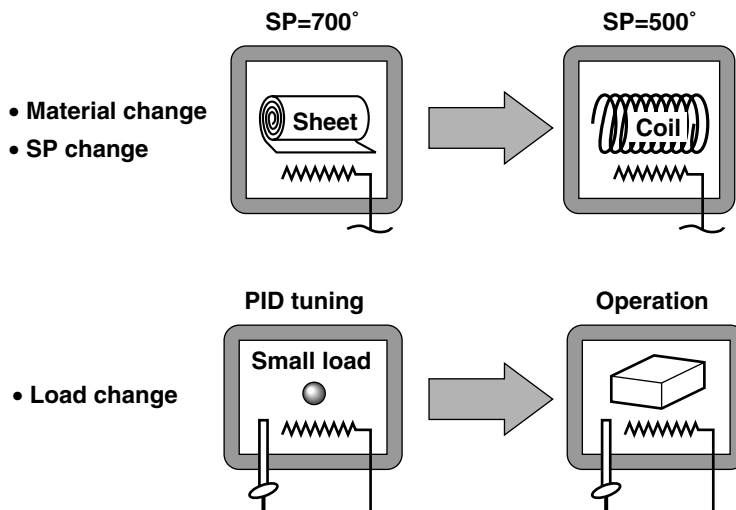 SP=700˚ SP=500˚
• Material change
• SP change
Sheet Coil
PID tuning Operation
Small load
• Load change